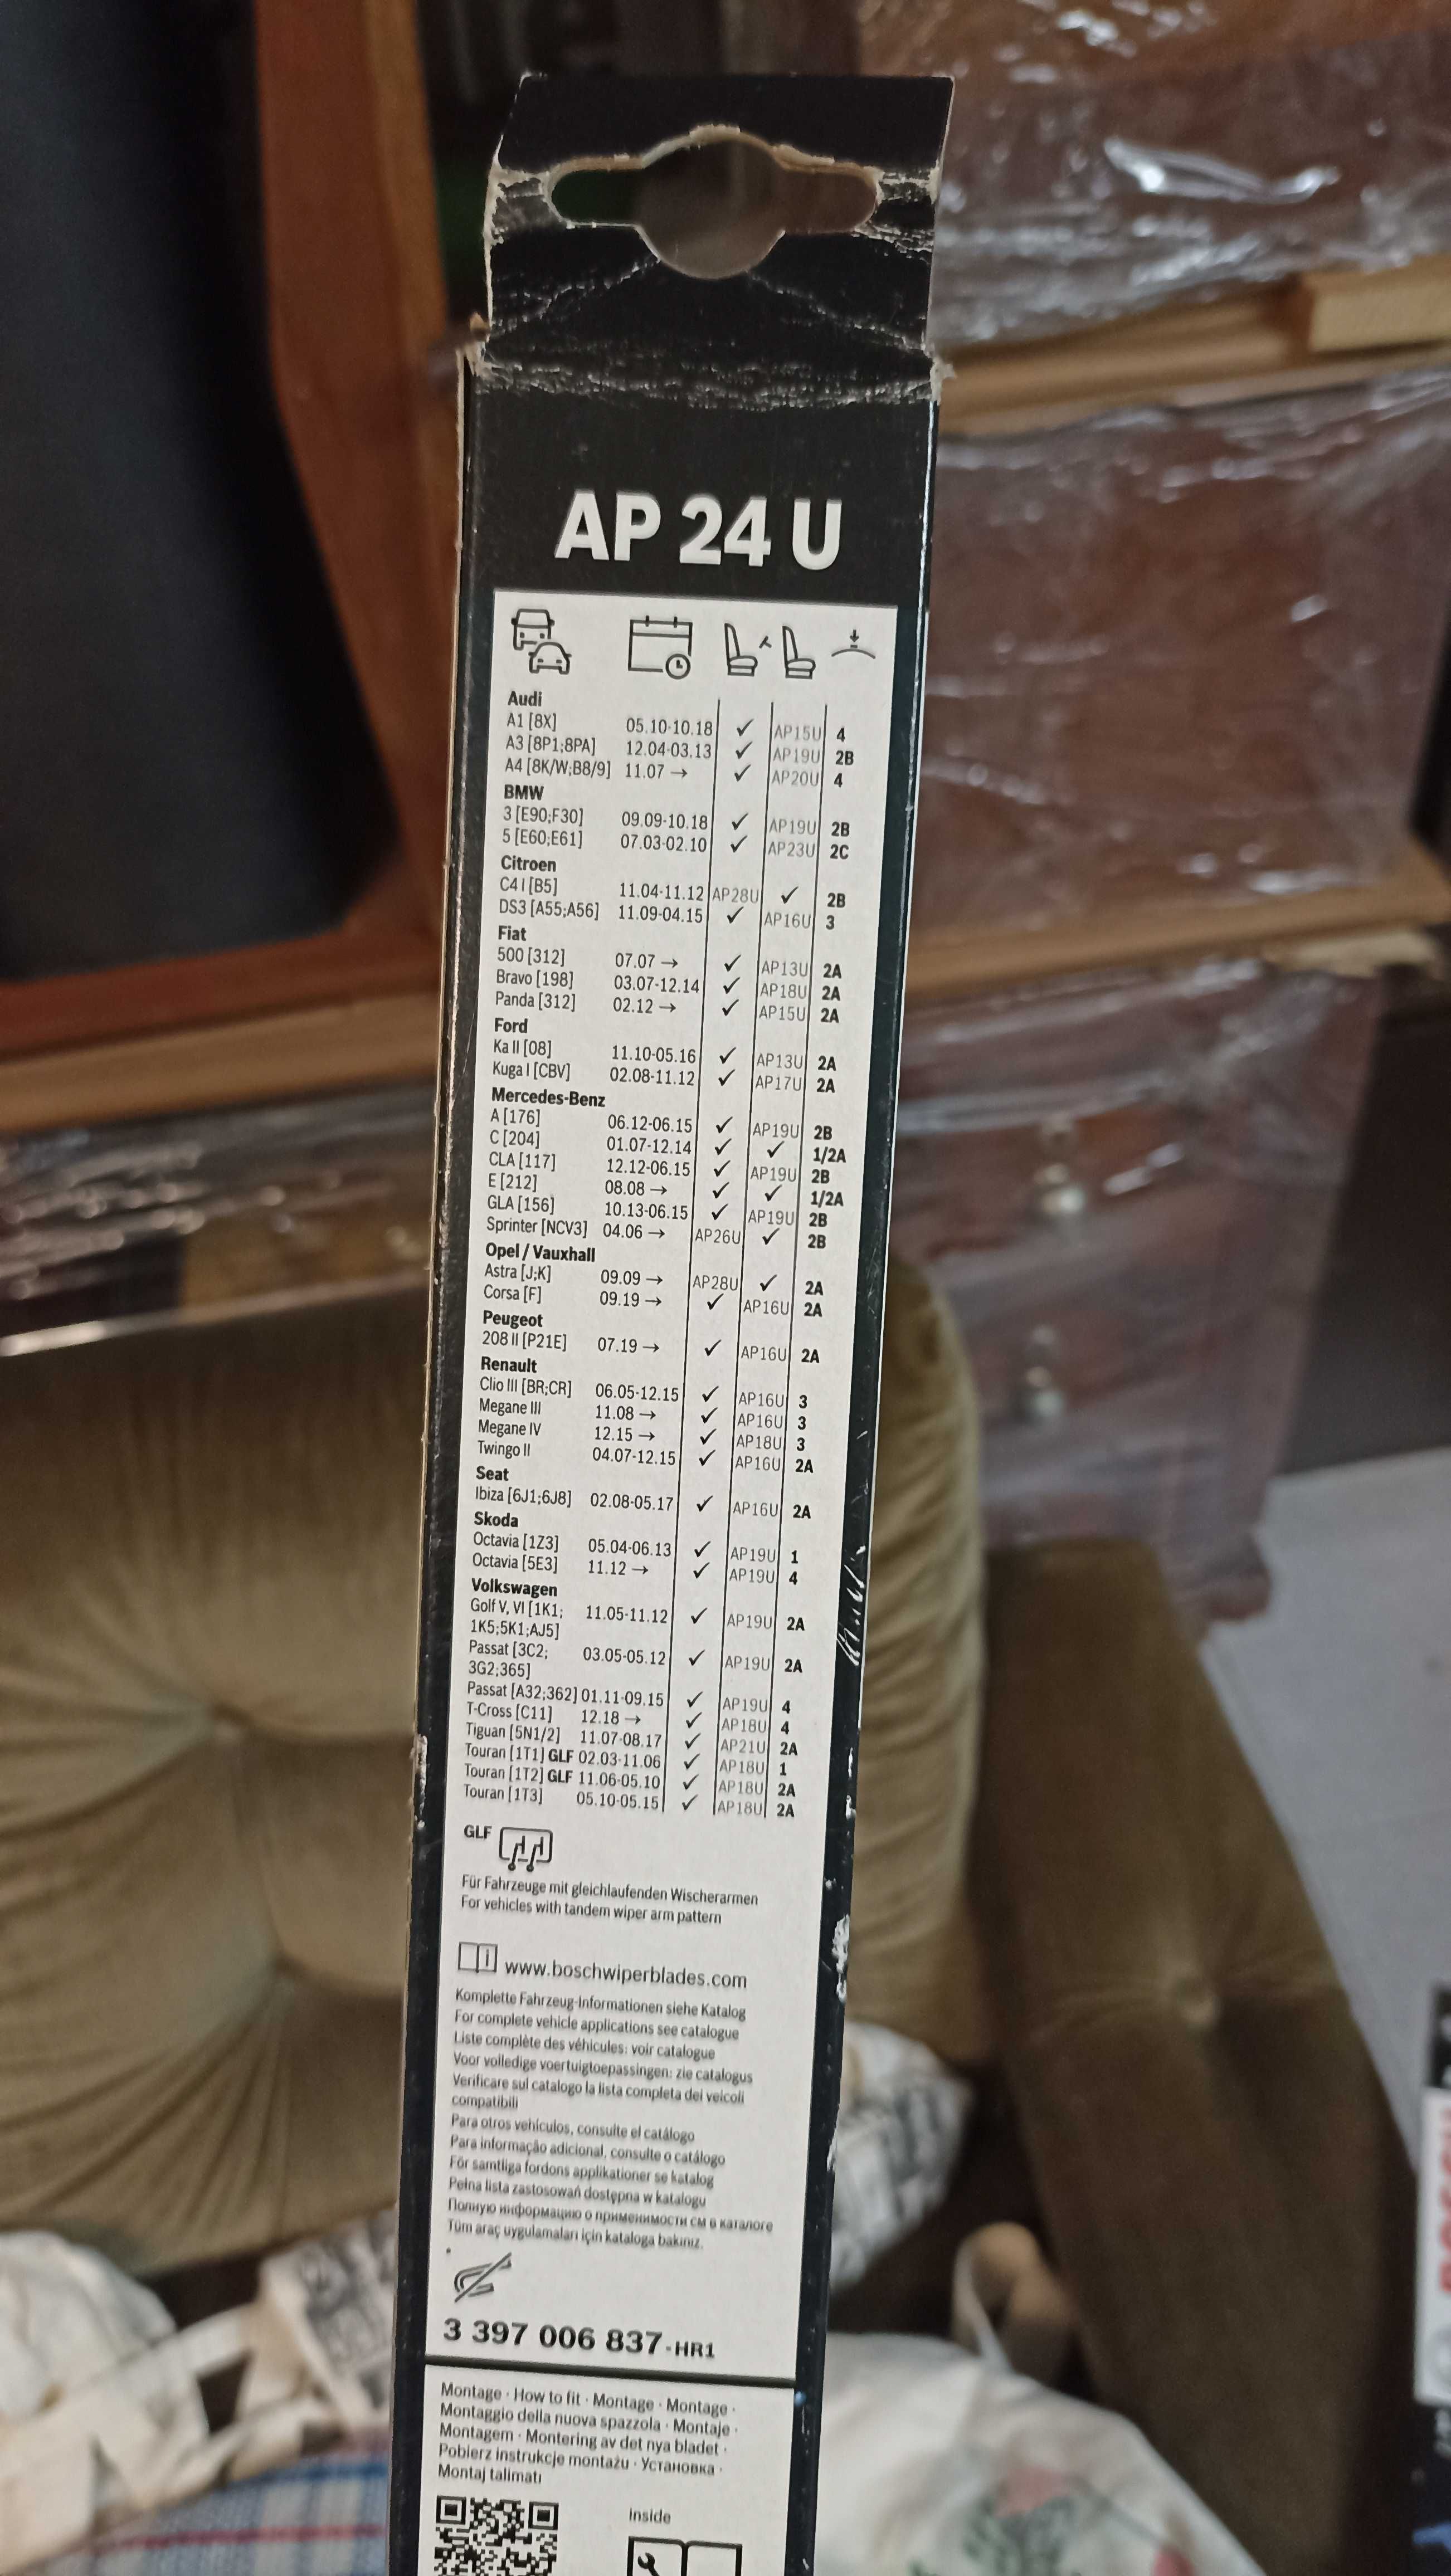 AP 24 U
Audi
A1 [8X] 05.10-10.18 ✓ AP15U 4
A3 [8P1;8PA] 12.04-03.13 ✓ AP19U 2B
A4 [8K/W;B8/9] 11.07 → ✓ AP20U 4
BMW
3 [E90;F30] 09.09-10.18 ✓ AP19U 2B
5 [E60;E61] 07.03-02.10 ✓ AP23U 2C
Citroen
C4 I [B5] 11.04-11.12 AP28U ✓ 2B
DS3 [A55;A56] 11.09-04.15 ✓ AP16U 3
Fiat
500 [312] 07.07 → ✓ AP13U 2A
Bravo [198] 03.07-12.14 ✓ AP18U 2A
Panda [312] 02.12 → ✓ AP15U 2A
Ford
Ka II [08] 11.10-05.16 ✓ AP13U 2A
Kuga I [CBV] 02.08-11.12 ✓ AP17U 2A
Mercedes-Benz
A [176] 06.12-06.15 ✓ AP19U 2B
C [204] 01.07-12.14 ✓ ✓ 1/2A
CLA [117] 12.12-06.15 ✓ AP19U 2B
E [212] 08.08 → ✓ ✓ 1/2A
GLA [156] 10.13-06.15 ✓ AP19U 2B
Sprinter [NCV3] 04.06 → AP26U ✓ 2B
Opel / Vauxhall
Astra [J;K] 09.09 → AP28U ✓ 2A
Corsa [F] 09.19 → ✓ AP16U 2A
Peugeot
208 II [P21E] 07.19 → ✓ AP16U 2A
Renault
Clio III [BR;CR] 06.05-12.15 ✓ AP16U 3
Megane III 11.08 → ✓ AP16U 3
Megane IV 12.15 → ✓ AP18U 3
Twingo II 04.07-12.15 ✓ AP16U 2A
Seat
Ibiza [6J1;6J8] 02.08-05.17 ✓ AP16U 2A
Skoda
Octavia [1Z3] 05.04-06.13 ✓ AP19U 1
Octavia [5E3] 11.12 → ✓ AP19U 4
Volkswagen
Golf V, VI [1K1; 11.05-11.12 ✓ AP19U 2A
1K5;5K1;AJ5]
Passat [3C2; 03.05-05.12 ✓ AP19U 2A
3G2;365]
Passat [A32;362] 01.11-09.15 ✓ AP19U 4
T-Cross [C11] 12.18 → ✓ AP18U 4
Tiguan [5N1/2] 11.07-08.17 ✓ AP21U 2A
Touran [1T1] GLF 02.03-11.06 ✓ AP18U 1
Touran [1T2] GLF 11.06-05.10 ✓ AP18U 2A
Touran [1T3] 05.10-05.15 ✓ AP18U 2A
GLF
Für Fahrzeuge mit gleichlaufenden Wischerarmen
For vehicles with tandem wiper arm pattern
www.boschwiperblades.com
Komplette Fahrzeug-Informationen siehe Katalog
For complete vehicle applications see catalogue
Liste complète des véhicules: voir catalogue
Voor volledige voertuigtoepassingen: zie catalogus
Verificare sul catalogo la lista completa dei veicoli
compatibili
Para otros vehículos, consulte el catálogo
Para informação adicional, consulte o catálogo
För samtliga fordons applikationer se katalog
Pełna lista zastosowań dostępna w katalogu
Полную информацию о применимости см в каталоге
Tüm araç uygulamaları için kataloga bakınız.
3 397 006 837-HR1
Montage · How to fit · Montage · Montage ·
Montaggio della nuova spazzola · Montaje ·
Montagem · Montering av det nya bladet ·
Pobierz instrukcje montażu · Установка ·
Montaj talimatı
inside